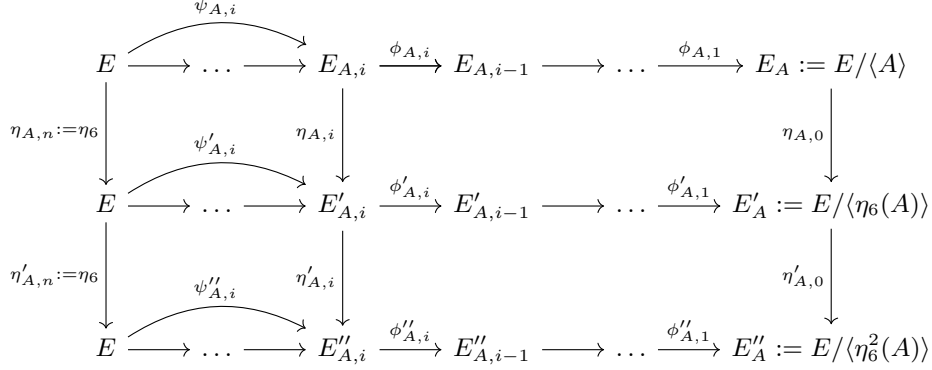 ψ_{A,i}
E … E_{A,i} ϕ_{A,i} E_{A,i−1} … ϕ_{A,1} E_A := E/⟨A⟩
η_{A,n}:=η_6 η_{A,i} η_{A,0}
ψ′_{A,i}
E … E′_{A,i} ϕ′_{A,i} E′_{A,i−1} … ϕ′_{A,1} E′_A := E/⟨η_6(A)⟩
η′_{A,n}:=η_6 η′_{A,i} η′_{A,0}
ψ″_{A,i}
E … E″_{A,i} ϕ″_{A,i} E″_{A,i−1} … ϕ″_{A,1} E″_A := E/⟨η_6^2(A)⟩